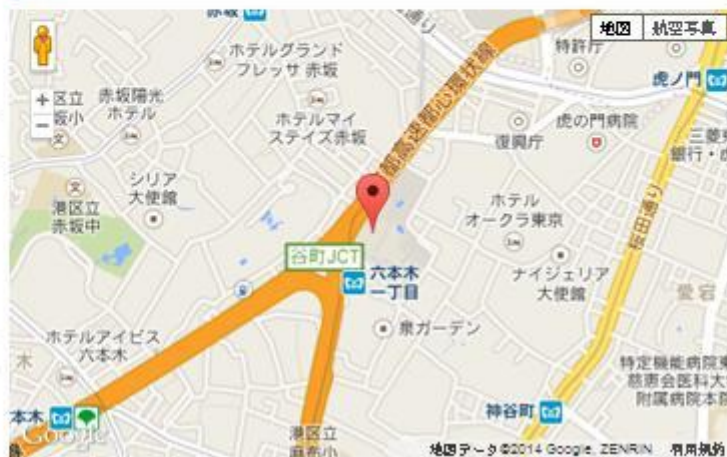 赤坂
地図
航空写真
ホテルグランド
フレッサ 赤坂
特許庁
虎ノ門
+
−
区立
坂小
赤坂陽光
ホテル
ホテルマイ
ステイズ赤坂
都高速都心環状線
復興庁
虎の門病院
三菱東
銀行・虎
シリア
大使館
港区立
赤坂中
ホテル
オークラ東京
桜田通り
谷町JCT
六本木
一丁目
ナイジェリア
大使館
愛宕
泉ガーデン
ホテルアイビス
六本木
木
特定機能病院東
慈恵会医科大
附属病院本院
本木
神谷町
Google
港区立
麻布小
地図データ©2014 Google, ZENRIN
利用規約